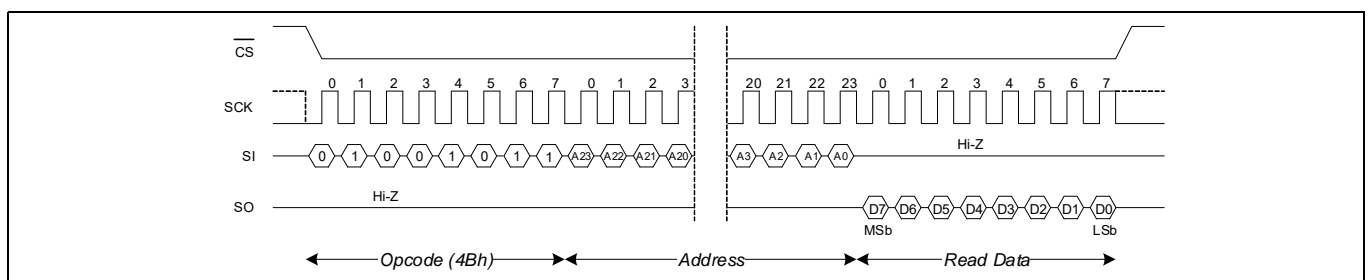 CS
0 1 2 3 4 5 6 7 0 1 2 3 20 21 22 23 0 1 2 3 4 5 6 7
SCK
Hi-Z
SI 0 1 0 0 1 0 1 1 A23 A22 A21 A20 A3 A2 A1 A0
Hi-Z
SO D7 D6 D5 D4 D3 D2 D1 D0
MSb LSb
Opcode (4Bh) Address Read Data